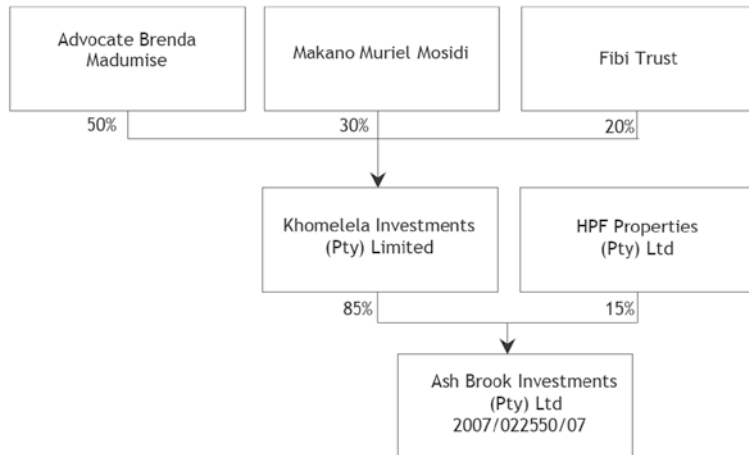 Advocate Brenda
Madumise
Makano Muriel Mosidi
Fibi Trust
50%
30%
20%
Khomelela Investments
(Pty) Limited
HPF Properties
(Pty) Ltd
85%
15%
Ash Brook Investments
(Pty) Ltd
2007/022550/07